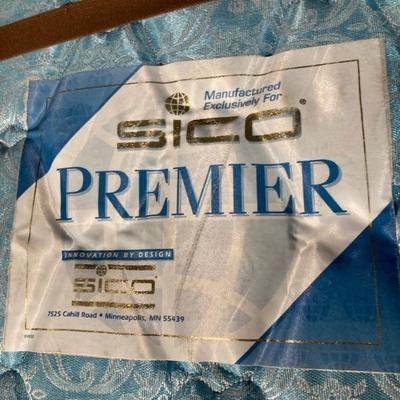 Manufactured
Exclusively For
SICO®
PREMIER
INNOVATION BY DESIGN
SICO
7525 Cahill Road • Minneapolis, MN 55439